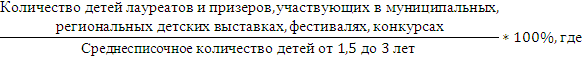 Количество детей лауреатов и призеров, участвующих в муниципальных,
региональных детских выставках, фестивалях, конкурсах
* 100%, где
Среднесписочное количество детей от 1,5 до 3 лет